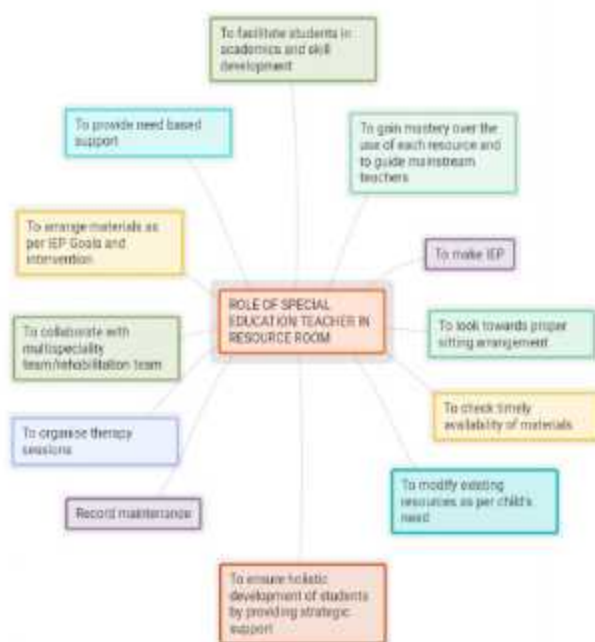 To facilitate students in
academics and skill
development
To provide need based
support
To gain mastery over the
use of each resource and
to guide mainstream
teachers
To arrange materials as
per IEP Goals and
intervention
To make IEP
ROLE OF SPECIAL
EDUCATION TEACHER IN
RESOURCE ROOM
To collaborate with
multispeciality
team/rehabilitation team
To look towards proper
sitting arrangement
To check timely
availability of materials
To organise therapy
sessions
To modify existing
resources as per child's
need
Record maintenance
To ensure holistic
development of students
by providing strategic
support